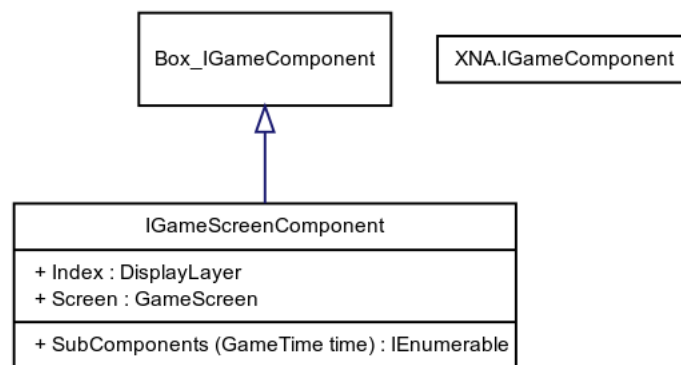 Box_IGameComponent
XNA.IGameComponent
IGameScreenComponent
+ Index : DisplayLayer
+ Screen : GameScreen
+ SubComponents (GameTime time) : IEnumerable